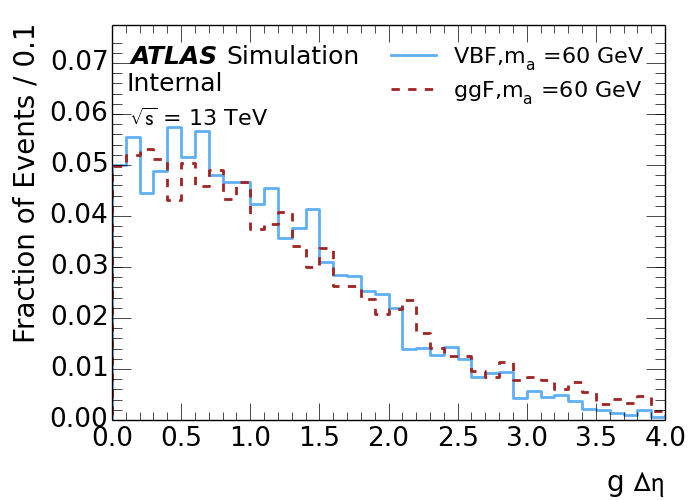 ATLAS Simulation
Internal
√s = 13 TeV
VBF,mₐ =60 GeV
ggF,mₐ =60 GeV
Fraction of Events / 0.1
0.07
0.06
0.05
0.04
0.03
0.02
0.01
0.00
0.0 0.5 1.0 1.5 2.0 2.5 3.0 3.5 4.0
g Δη